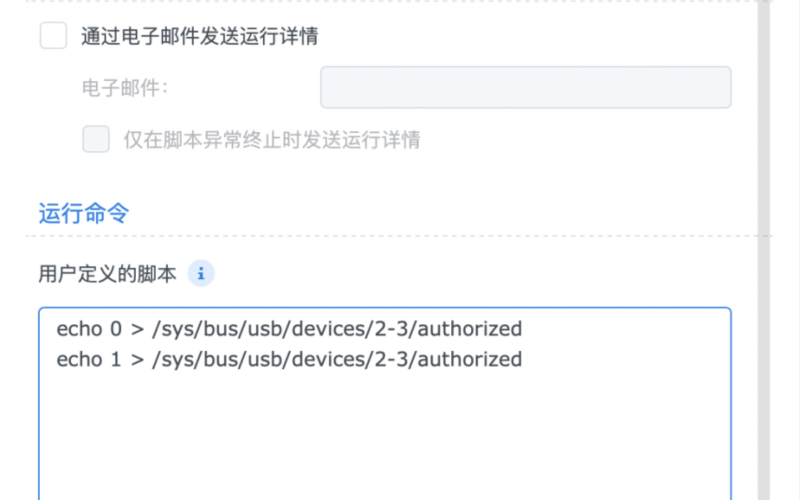 通过电子邮件发送运行详情
电子邮件：
仅在脚本异常终止时发送运行详情
运行命令
用户定义的脚本 i
echo 0 > /sys/bus/usb/devices/2-3/authorized
echo 1 > /sys/bus/usb/devices/2-3/authorized